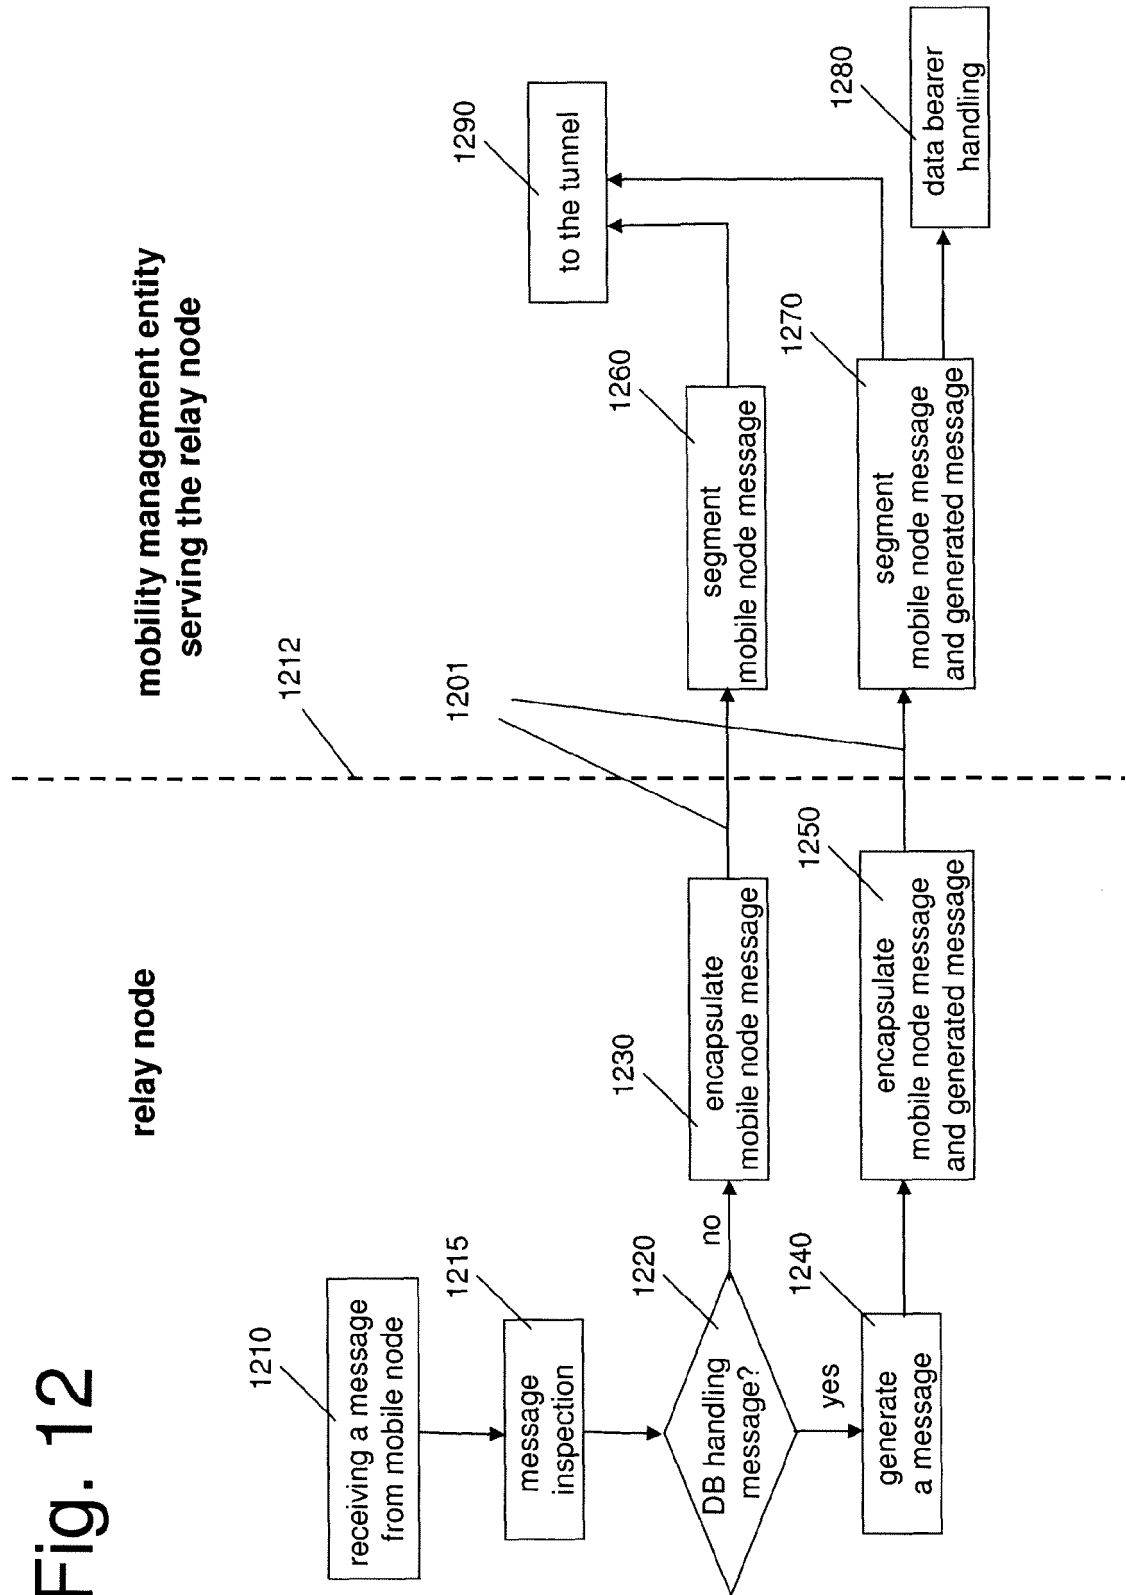 Fig. 12
relay node
mobility management entity
serving the relay node
1212
1210
receiving a message
from mobile node
1215
message
inspection
1220
DB handling
message?
no
yes
1230
encapsulate
mobile node message
1240
generate
a message
1250
encapsulate
mobile node message
and generated message
1201
1260
segment
mobile node message
1270
segment
mobile node message
and generated message
1290
to the tunnel
1280
data bearer
handling